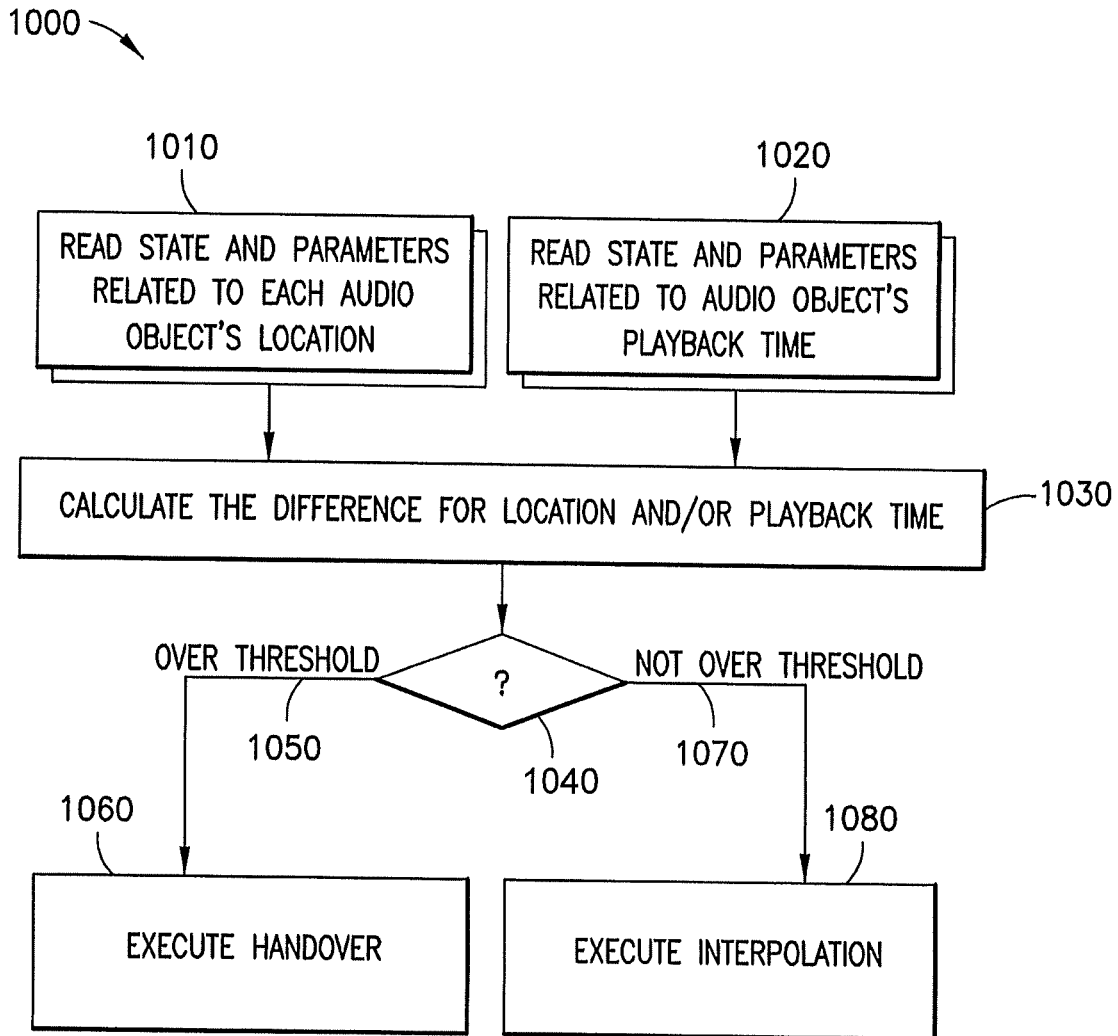 1000
1010
1020
READ STATE AND PARAMETERS
RELATED TO EACH AUDIO
OBJECT'S LOCATION
READ STATE AND PARAMETERS
RELATED TO AUDIO OBJECT'S
PLAYBACK TIME
CALCULATE THE DIFFERENCE FOR LOCATION AND/OR PLAYBACK TIME
1030
OVER THRESHOLD
?
NOT OVER THRESHOLD
1050
1040
1070
1060
1080
EXECUTE HANDOVER
EXECUTE INTERPOLATION